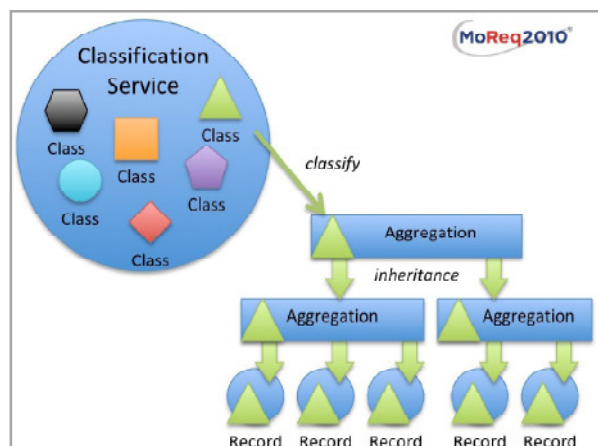 MoReq2010®
Classification
Service
Class
Class
Class
Class
Class
Class
classify
Aggregation
inheritance
Aggregation
Aggregation
Record Record Record Record Record